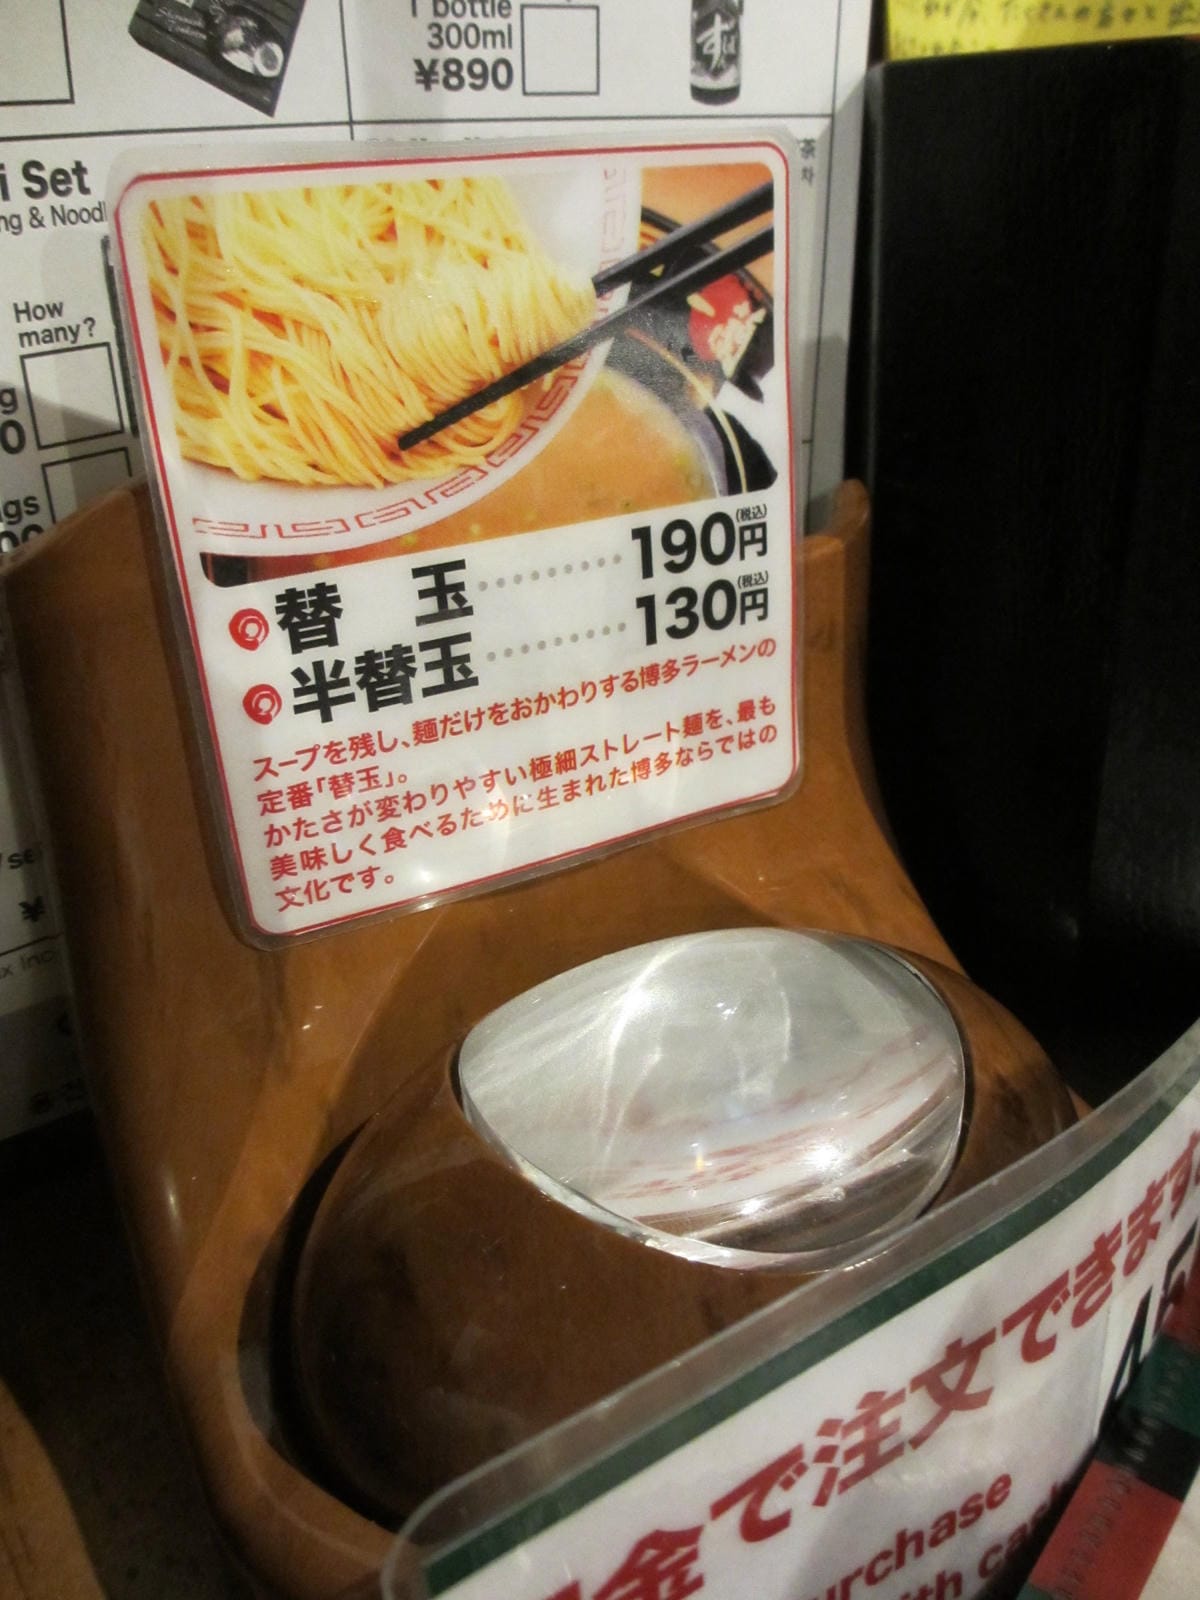 1 bottle
300ml
¥890
i Set
ng & Noodl
How
many?
替 玉 190円 (税込)
半替玉 130円 (税込)
スープを残し、麺だけをおかわりする博多ラーメンの
定番「替玉」。
かたさが変わりやすい極細ストレート麺を、最も
美味しく食べるために生まれた博多ならではの
文化です。
金で注文できます
urchase
ith cash